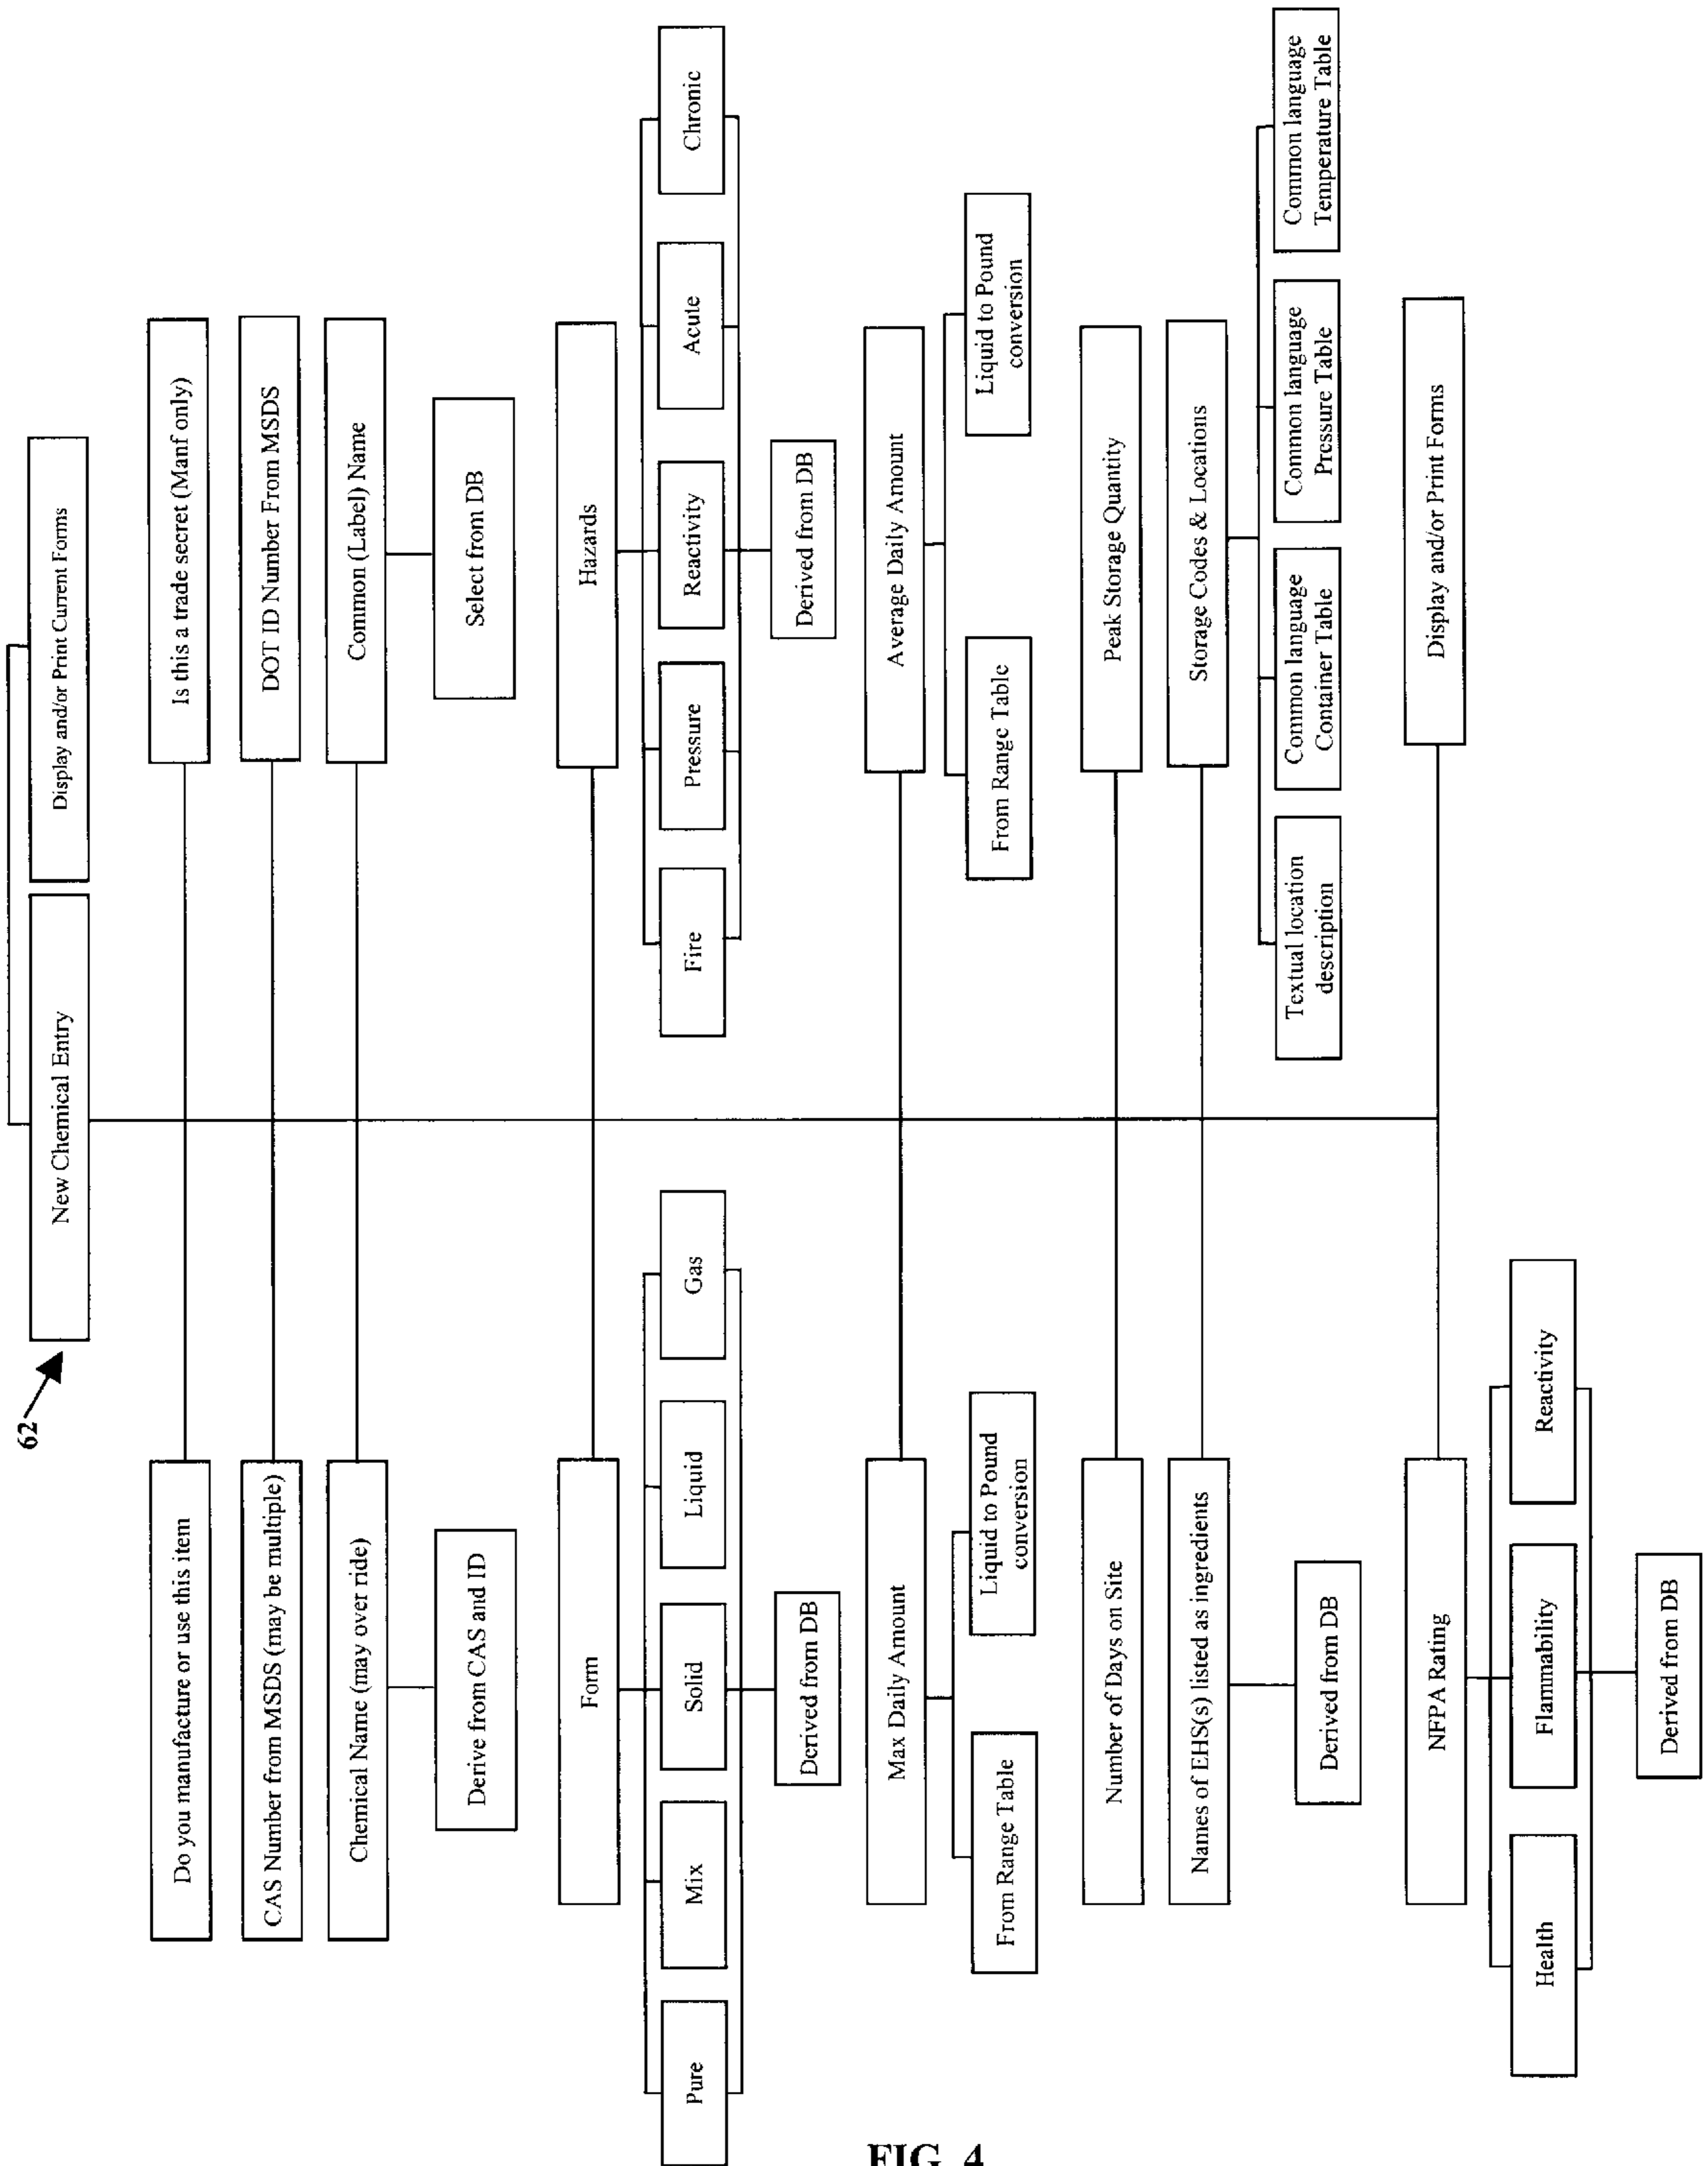 62
New Chemical Entry
Display and/or Print Current Forms
Do you manufacture or use this item
Is this a trade secret (Manf only)
CAS Number from MSDS (may be multiple)
DOT ID Number From MSDS
Chemical Name (may over ride)
Common (Label) Name
Derive from CAS and ID
Select from DB
Form
Hazards
Pure
Mix
Solid
Liquid
Gas
Fire
Pressure
Reactivity
Acute
Chronic
Derived from DB
Derived from DB
Max Daily Amount
Average Daily Amount
From Range Table
Liquid to Pound
conversion
From Range Table
Liquid to Pound
conversion
Number of Days on Site
Peak Storage Quantity
Names of EHS(s) listed as ingredients
Storage Codes & Locations
Derived from DB
Textual location
description
Common language
Container Table
Common language
Pressure Table
Common language
Temperature Table
NFPA Rating
Display and/or Print Forms
Health
Flammability
Reactivity
Derived from DB
FIG. 4